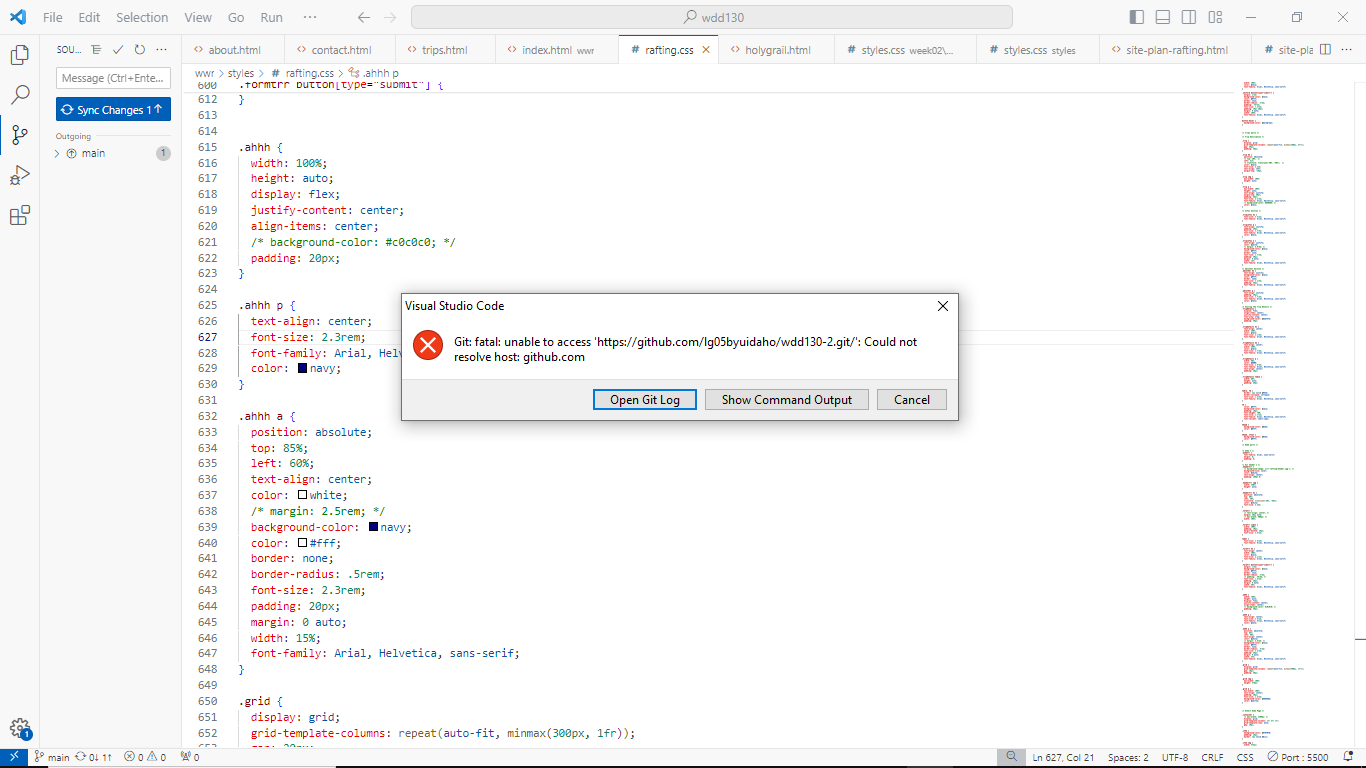 File Edit Selection View Go Run ··· wdd130
SOU...
Message (Ctrl+Ente...
Sync Changes 1↑
Outgoing
main 1
about.html contact.html trips.html index.html wwr rafting.css holygrail.html styles.css week02\... styles.css styles site-plan-rafting.html site-pla
wwr > styles > # rafting.css > .ahhh p
600 .formtrr button[type="submit"] {
612 }
613
614
615 .ahhh {
616 width: 100%;
617 height: auto;
618 display: flex;
619 justify-content: center;
620 align-items: center;
621 /* background-color: #c0c0c0; */
622 padding: 20px;
623 }
624
625 .ahhh p {
626 text-align: center;
627 font-size: 2.3rem;
628 font-family: Arial, Helv
629 color: navy;
630 }
631
632 .ahhh a {
633 position: absolute;
634 top: 85%;
635 left: 60%;
636 text-align: center;
637 color: white;
638 /* margin: 2.5rem; */
639 background-color: navy;
640 color: #fff;
641 border: none;
642 border-radius: .5rem;
643 font-size: 2.3rem;
644 padding: 20px;
645 margin: 0 auto;
646 width: 15%;
647 font-family: Arial, Helvetica, sans-serif;
648 }
649
650 .grid {
651 display: grid;
652 grid-template-columns: repeat(auto-fit, minmax(300px, 1fr));
Visual Studio Code
Git: fatal: unable to access 'https://github.com/lg05byuidaho/wdd130-2.git/': Could not
resolve host: github.com
Open Git Log Show Command Output Cancel
1
main 0↓ 1↑ 0 0 0 Ln 627, Col 21 Spaces: 2 UTF-8 CRLF CSS Port : 5500